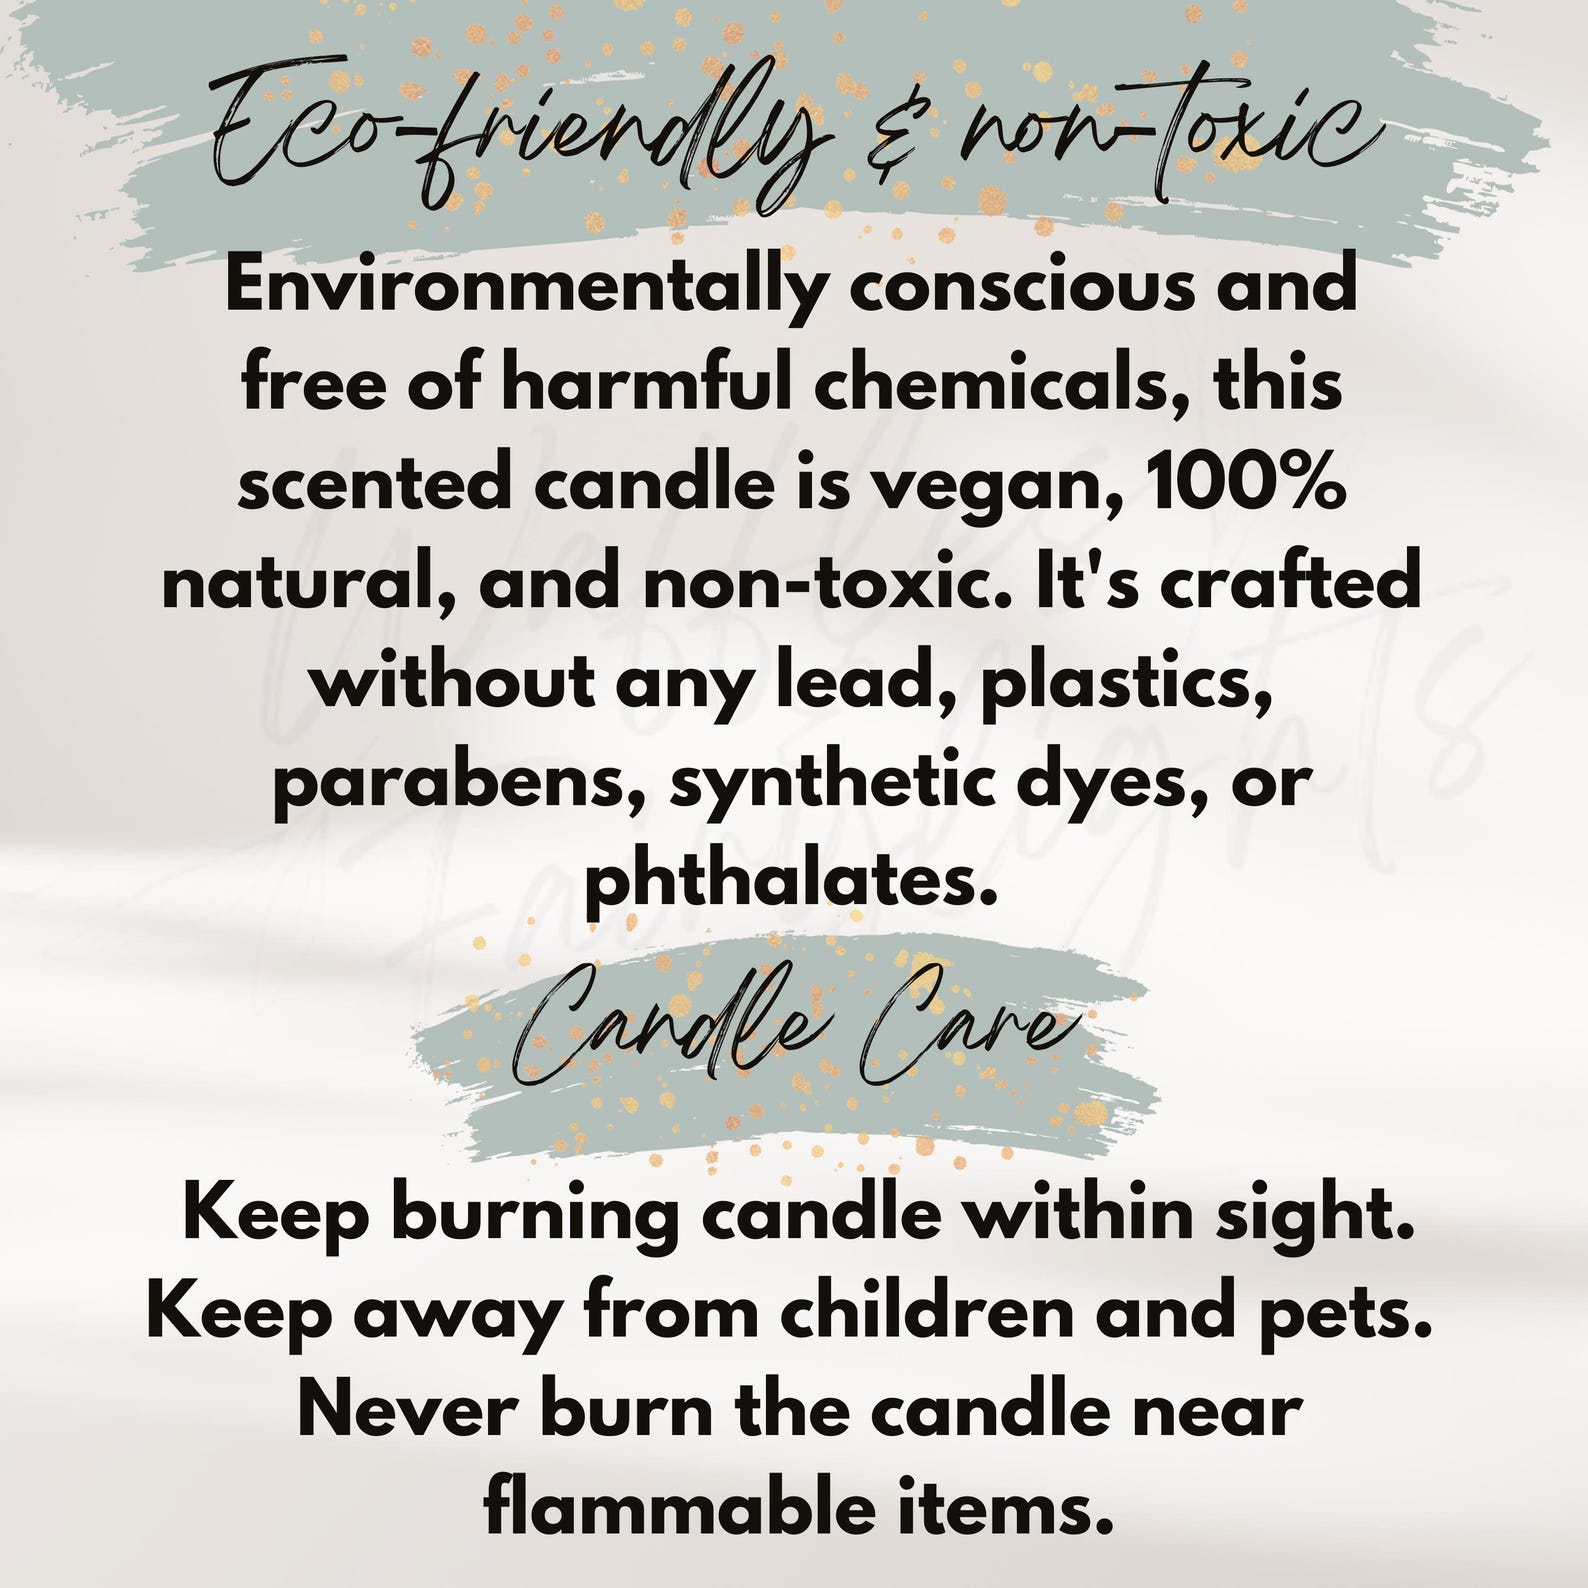 Eco-friendly & non-toxic
Environmentally conscious and
free of harmful chemicals, this
scented candle is vegan, 100%
natural, and non-toxic. It's crafted
without any lead, plastics,
parabens, synthetic dyes, or
phthalates.
Candle Care
Keep burning candle within sight.
Keep away from children and pets.
Never burn the candle near
flammable items.